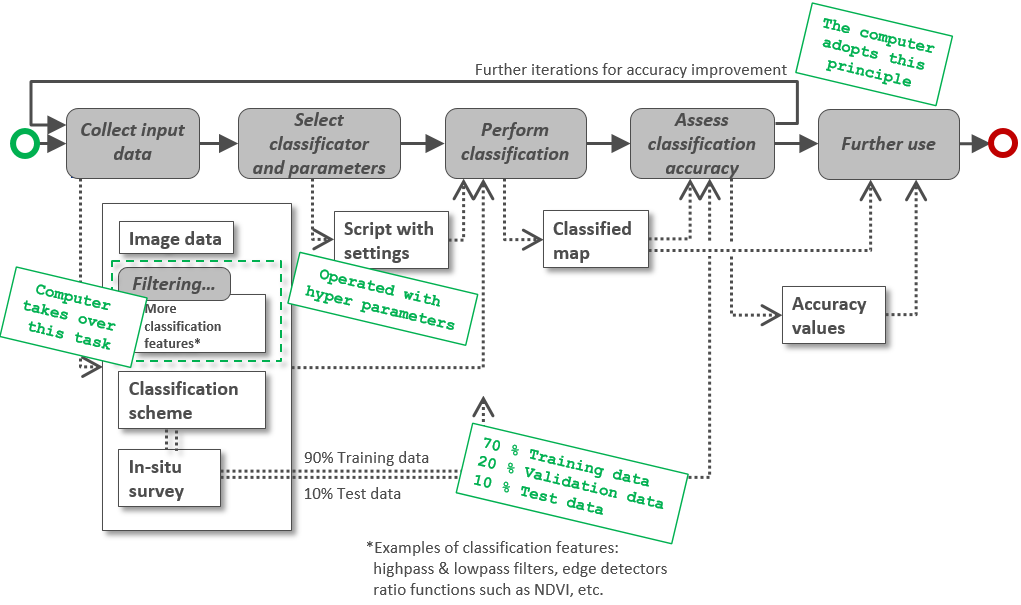 The computer
adopts this
principle
Further iterations for accuracy improvement
Collect input
data
Select
classificator
and parameters
Perform
classification
Assess
classification
accuracy
Further use
Image data
Script with
settings
Classified
map
Filtering...
Operated with
hyper parameters
Computer
takes over
this task
More
classification
features*
Accuracy
values
Classification
scheme
In-situ
survey
90% Training data
10% Test data
70 % Training data
20 % Validation data
10 % Test data
*Examples of classification features:
highpass & lowpass filters, edge detectors
ratio functions such as NDVI, etc.